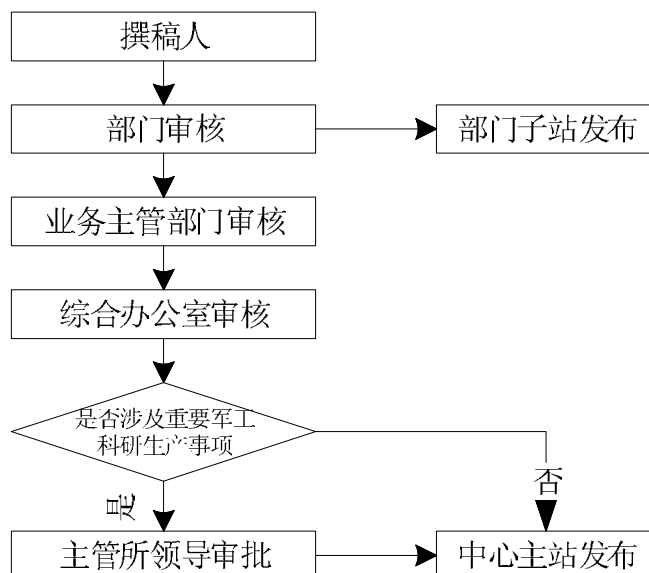 撰稿人
部门审核
部门子站发布
业务主管部门审核
综合办公室审核
是否涉及重要军工
科研生产事项
是
否
主管所领导审批
中心主站发布